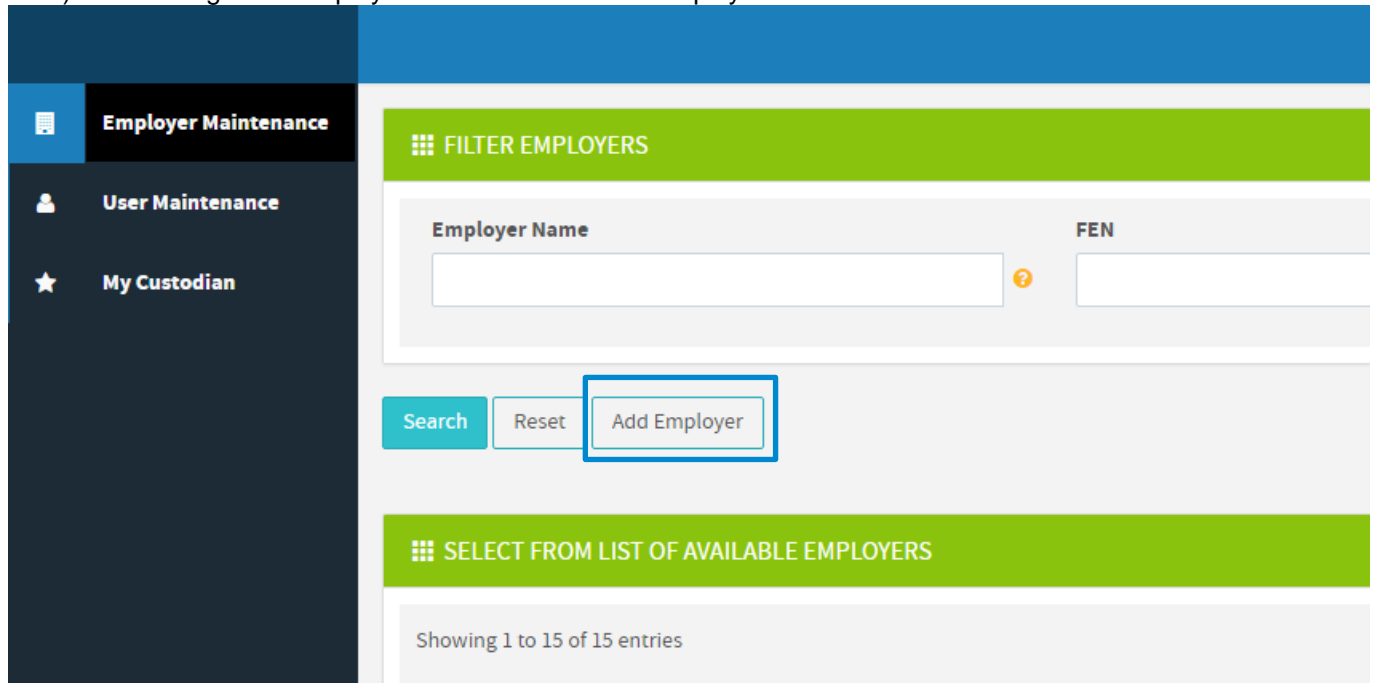 Employer Maintenance
User Maintenance
My Custodian
FILTER EMPLOYERS
Employer Name FEN
Search Reset Add Employer
SELECT FROM LIST OF AVAILABLE EMPLOYERS
Showing 1 to 15 of 15 entries